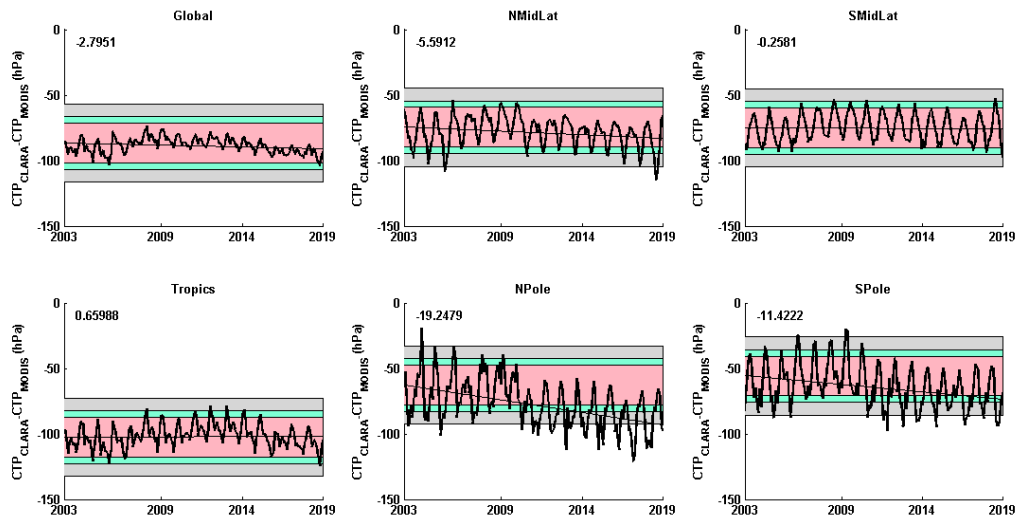 Global
CTP_CLARA-CTP_MODIS (hPa)
0
-50
-100
-150
-2.7951
2003 2009 2014 2019
NMidLat
CTP_CLARA-CTP_MODIS (hPa)
0
-50
-100
-150
-5.5912
2003 2009 2014 2019
SMidLat
CTP_CLARA-CTP_MODIS (hPa)
0
-50
-100
-150
-0.2581
2003 2009 2014 2019
Tropics
CTP_CLARA-CTP_MODIS (hPa)
0
-50
-100
-150
0.65988
2003 2009 2014 2019
NPole
CTP_CLARA-CTP_MODIS (hPa)
0
-50
-100
-150
-19.2479
2003 2009 2014 2019
SPole
CTP_CLARA-CTP_MODIS (hPa)
0
-50
-100
-150
-11.4222
2003 2009 2014 2019